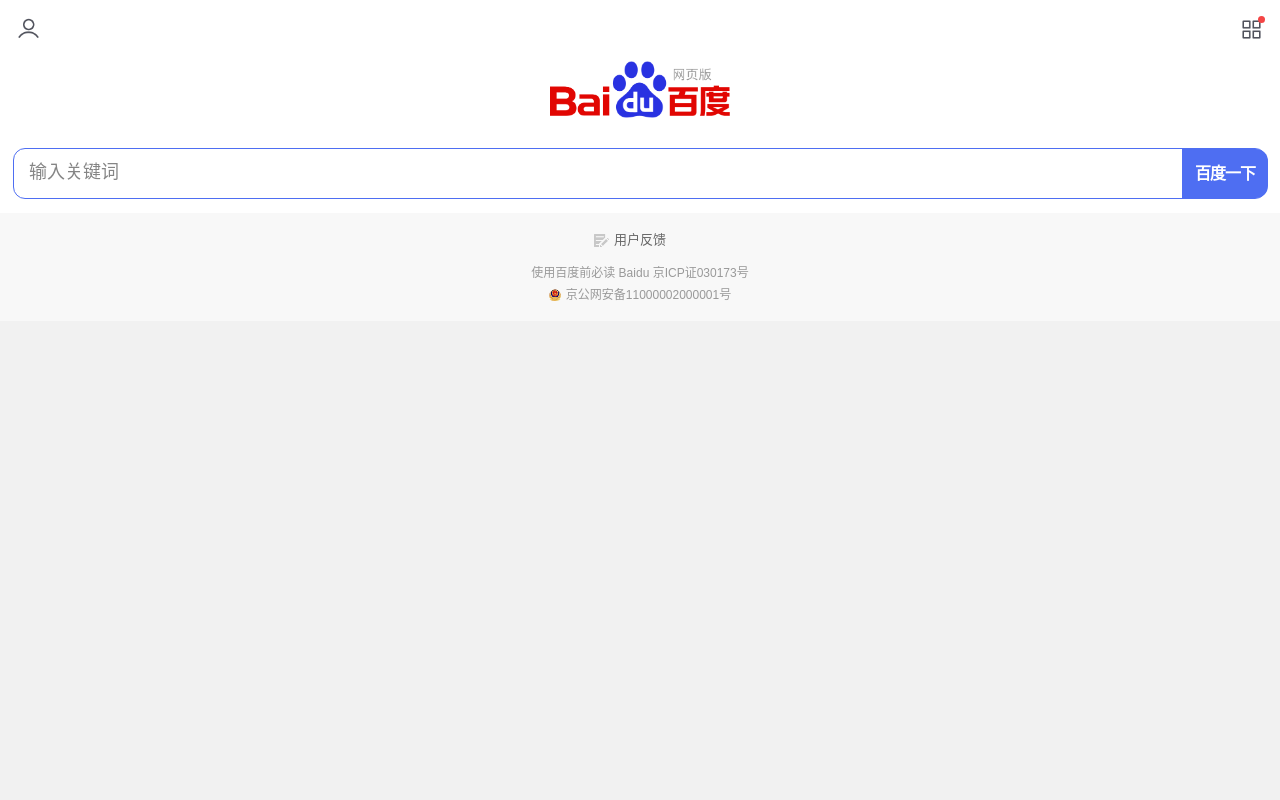 网页版
Bai du 百度
输入关键词
百度一下
用户反馈
使用百度前必读 Baidu 京ICP证030173号
京公网安备11000002000001号